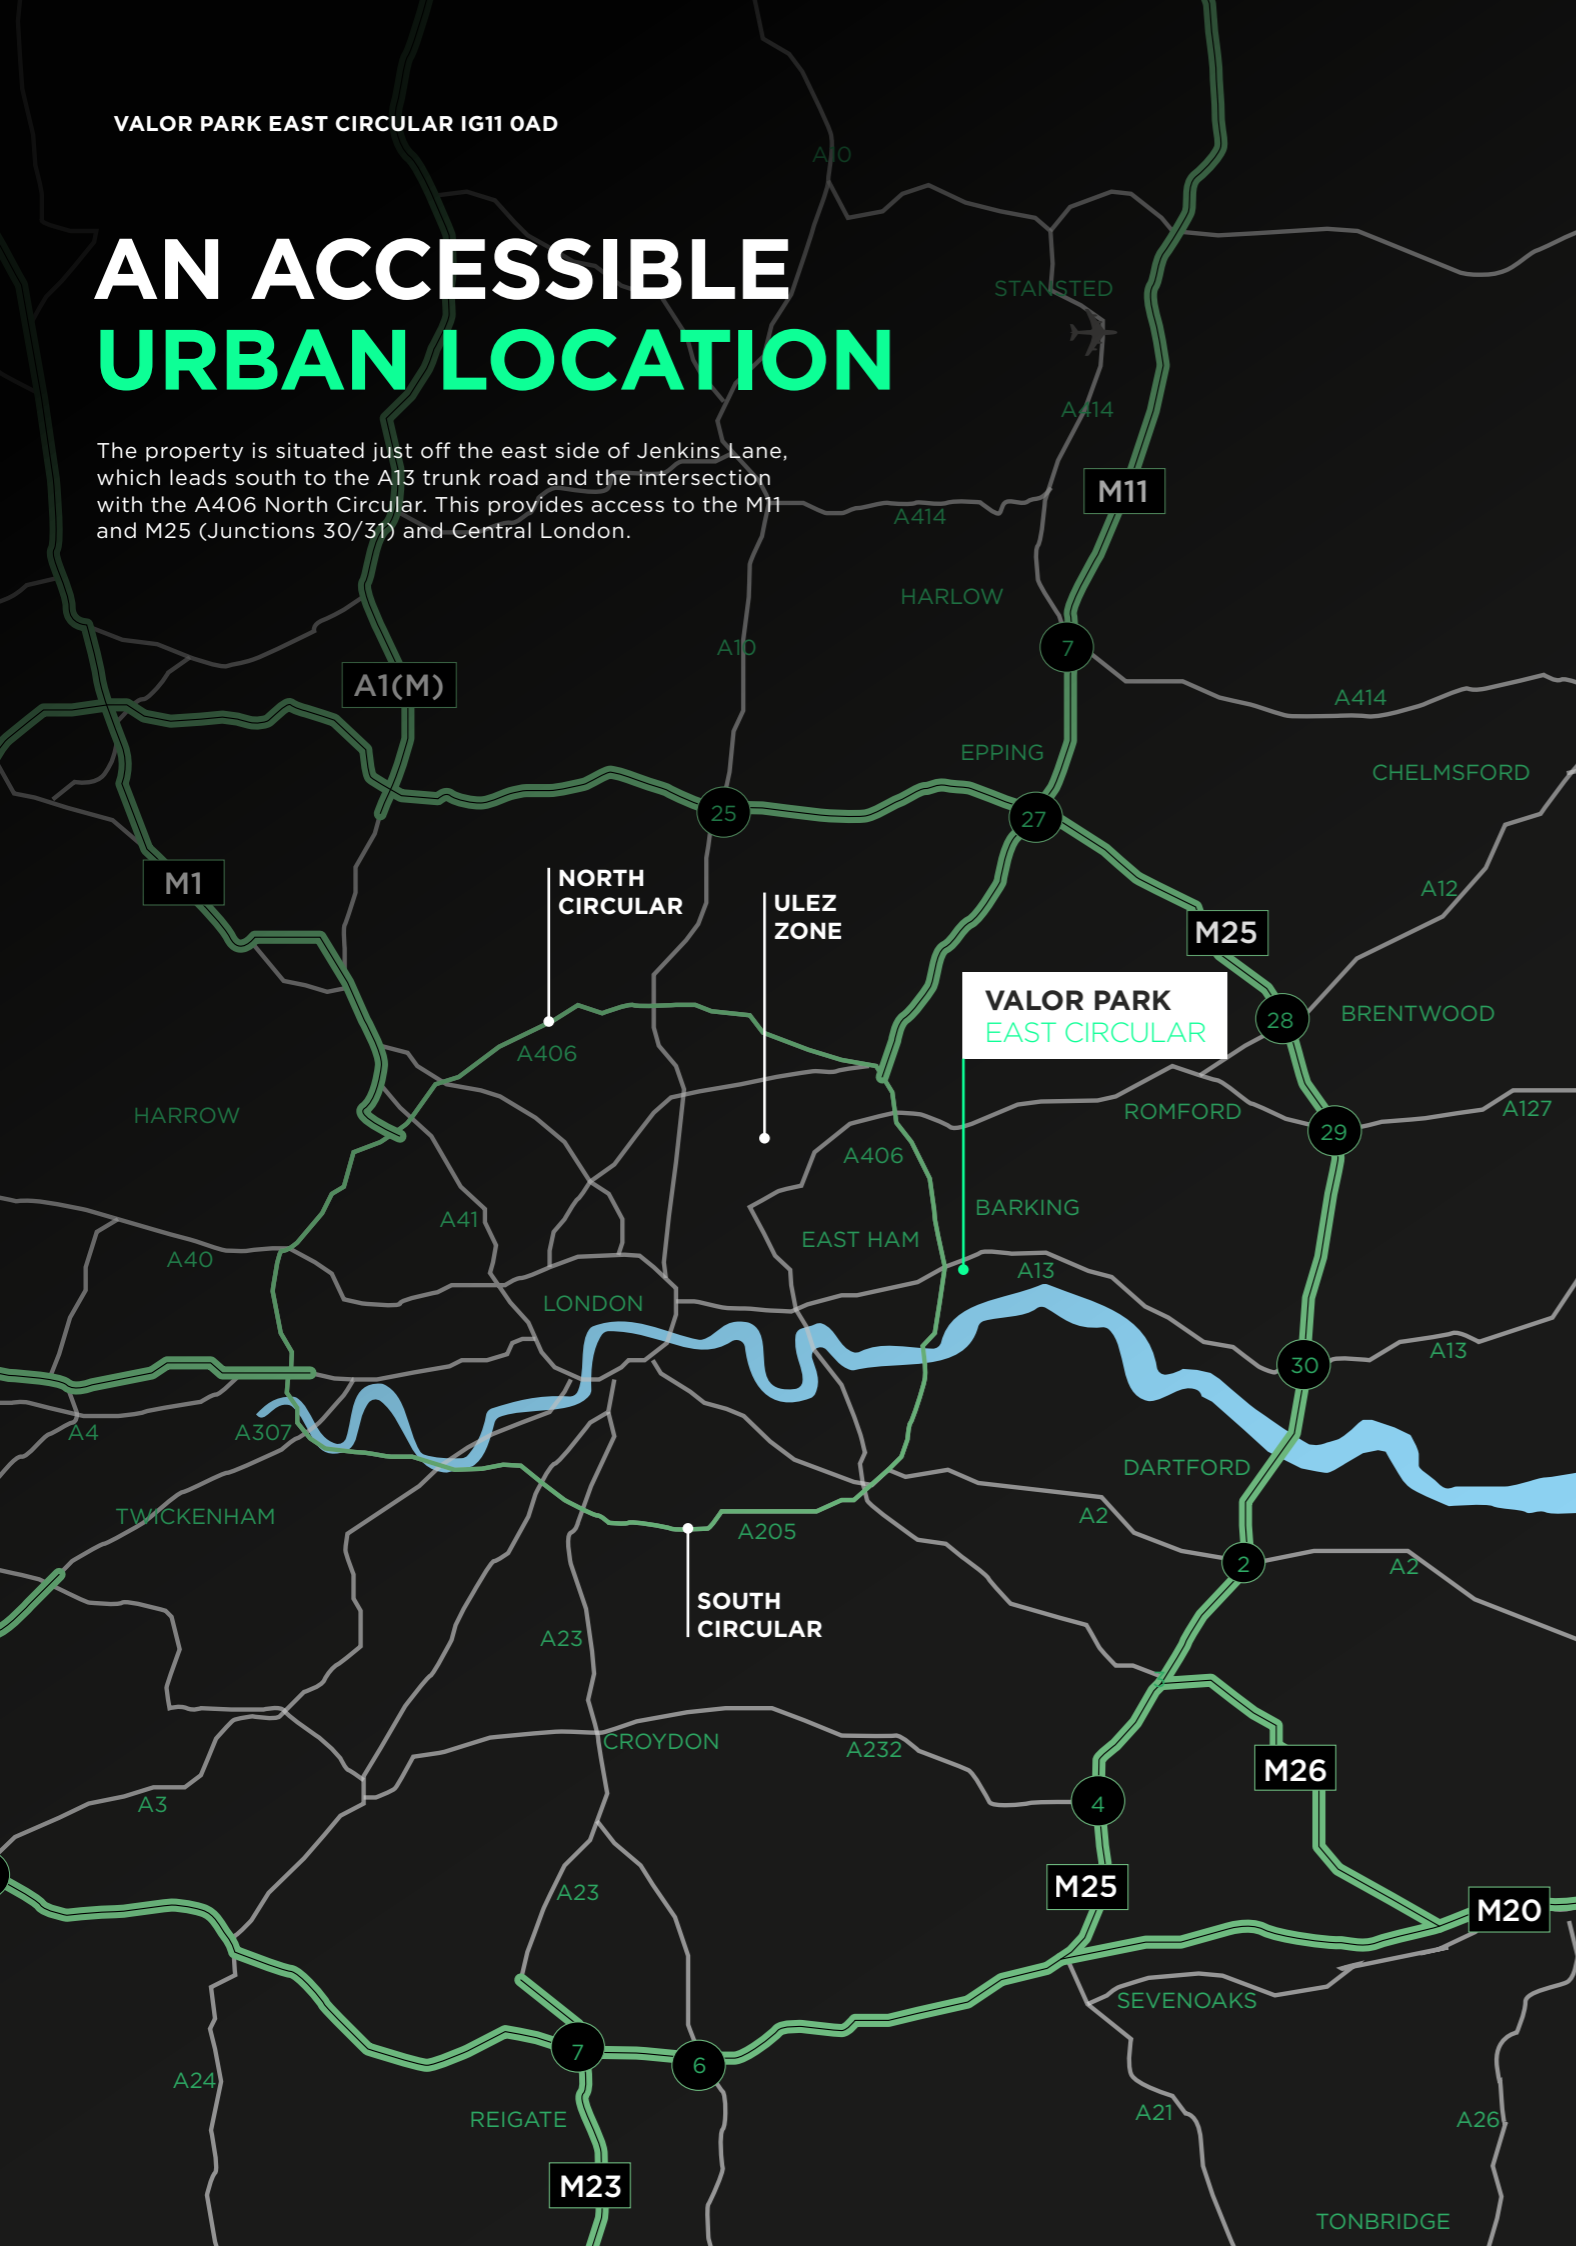 VALOR PARK EAST CIRCULAR IG11 0AD
A10
AN ACCESSIBLE
URBAN LOCATION
STANSTED
A414
The property is situated just off the east side of Jenkins Lane,
which leads south to the A13 trunk road and the intersection
with the A406 North Circular. This provides access to the M11
and M25 (Junctions 30/31) and Central London.
M11
A414
HARLOW
A10
7
A1(M)
A414
EPPING
CHELMSFORD
25
27
M1
NORTH
CIRCULAR
ULEZ
ZONE
A12
M25
VALOR PARK
EAST CIRCULAR
28
BRENTWOOD
A406
HARROW
ROMFORD
A127
29
A406
BARKING
A41
EAST HAM
A40
A13
LONDON
A13
30
A4
A307
DARTFORD
TWICKENHAM
A205
A2
2
A2
SOUTH
CIRCULAR
A23
CROYDON
A232
M26
A3
4
M25
A23
M20
SEVENOAKS
7
6
A24
REIGATE
A21
A26
M23
TONBRIDGE